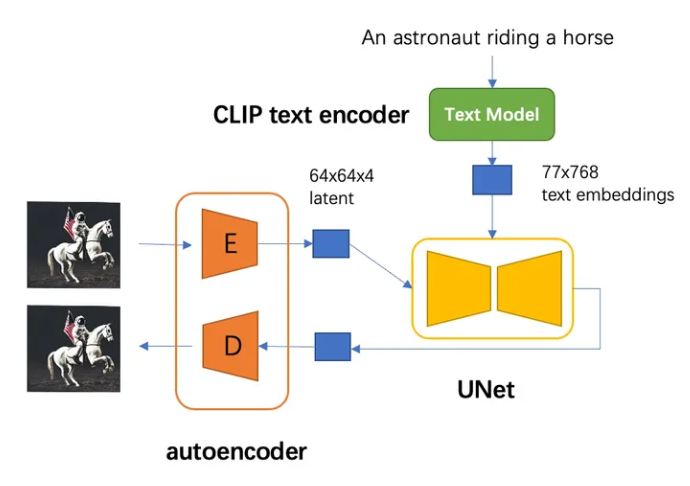 An astronaut riding a horse
CLIP text encoder
Text Model
64x64x4
latent
77x768
text embeddings
E
D
UNet
autoencoder